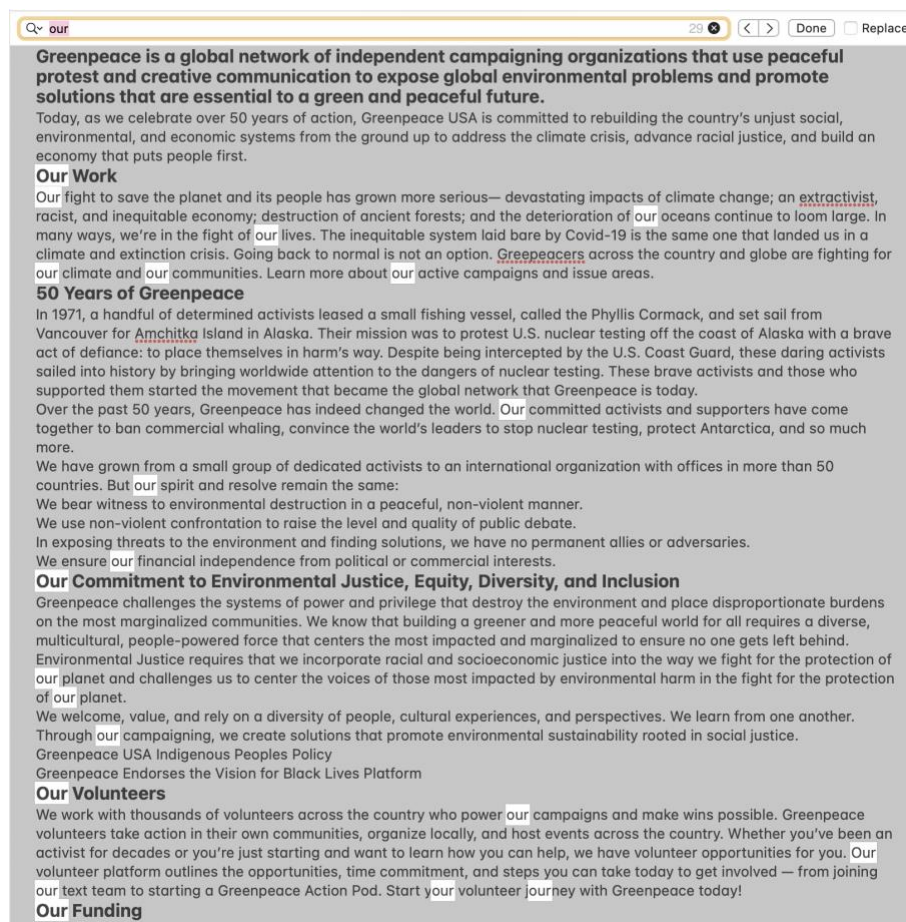 our 29 Done Replace
Greenpeace is a global network of independent campaigning organizations that use peaceful
protest and creative communication to expose global environmental problems and promote
solutions that are essential to a green and peaceful future.
Today, as we celebrate over 50 years of action, Greenpeace USA is committed to rebuilding the country’s unjust social,
environmental, and economic systems from the ground up to address the climate crisis, advance racial justice, and build an
economy that puts people first.
Our Work
Our fight to save the planet and its people has grown more serious— devastating impacts of climate change; an extractivist,
racist, and inequitable economy; destruction of ancient forests; and the deterioration of our oceans continue to loom large. In
many ways, we’re in the fight of our lives. The inequitable system laid bare by Covid-19 is the same one that landed us in a
climate and extinction crisis. Going back to normal is not an option. Greepeacers across the country and globe are fighting for
our climate and our communities. Learn more about our active campaigns and issue areas.
50 Years of Greenpeace
In 1971, a handful of determined activists leased a small fishing vessel, called the Phyllis Cormack, and set sail from
Vancouver for Amchitka Island in Alaska. Their mission was to protest U.S. nuclear testing off the coast of Alaska with a brave
act of defiance: to place themselves in harm’s way. Despite being intercepted by the U.S. Coast Guard, these daring activists
sailed into history by bringing worldwide attention to the dangers of nuclear testing. These brave activists and those who
supported them started the movement that became the global network that Greenpeace is today.
Over the past 50 years, Greenpeace has indeed changed the world. Our committed activists and supporters have come
together to ban commercial whaling, convince the world’s leaders to stop nuclear testing, protect Antarctica, and so much
more.
We have grown from a small group of dedicated activists to an international organization with offices in more than 50
countries. But our spirit and resolve remain the same:
We bear witness to environmental destruction in a peaceful, non-violent manner.
We use non-violent confrontation to raise the level and quality of public debate.
In exposing threats to the environment and finding solutions, we have no permanent allies or adversaries.
We ensure our financial independence from political or commercial interests.
Our Commitment to Environmental Justice, Equity, Diversity, and Inclusion
Greenpeace challenges the systems of power and privilege that destroy the environment and place disproportionate burdens
on the most marginalized communities. We know that building a greener and more peaceful world for all requires a diverse,
multicultural, people-powered force that centers the most impacted and marginalized to ensure no one gets left behind.
Environmental Justice requires that we incorporate racial and socioeconomic justice into the way we fight for the protection of
our planet and challenges us to center the voices of those most impacted by environmental harm in the fight for the protection
of our planet.
We welcome, value, and rely on a diversity of people, cultural experiences, and perspectives. We learn from one another.
Through our campaigning, we create solutions that promote environmental sustainability rooted in social justice.
Greenpeace USA Indigenous Peoples Policy
Greenpeace Endorses the Vision for Black Lives Platform
Our Volunteers
We work with thousands of volunteers across the country who power our campaigns and make wins possible. Greenpeace
volunteers take action in their own communities, organize locally, and host events across the country. Whether you’ve been an
activist for decades or you’re just starting and want to learn how you can help, we have volunteer opportunities for you. Our
volunteer platform outlines the opportunities, time commitment, and steps you can take today to get involved — from joining
our text team to starting a Greenpeace Action Pod. Start your volunteer journey with Greenpeace today!
Our Funding